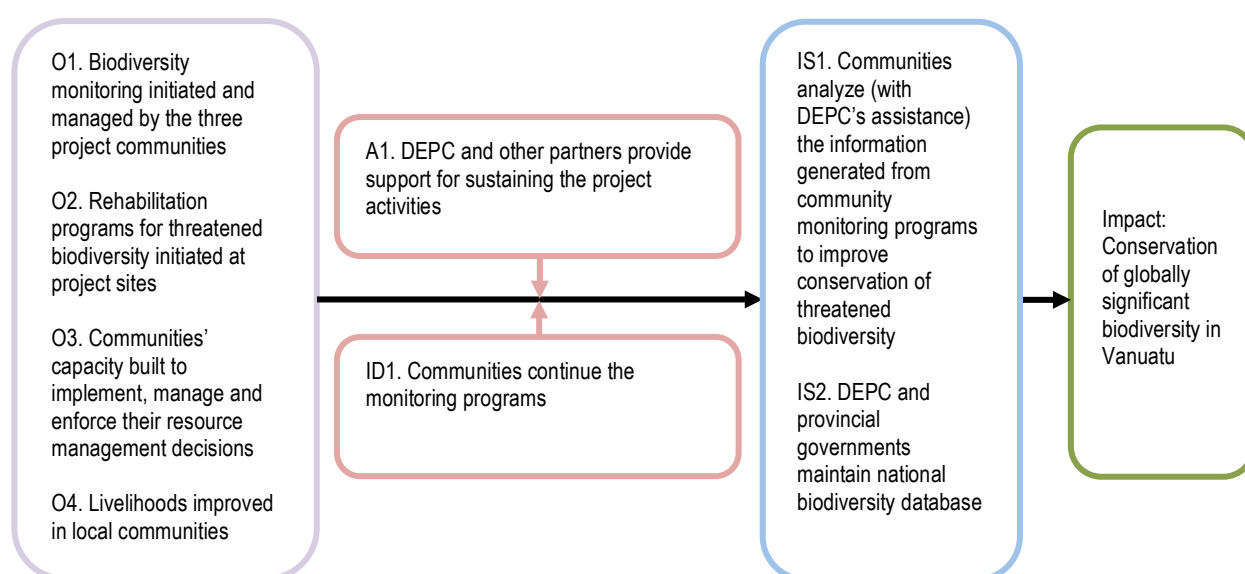 O1. Biodiversity
monitoring initiated and
managed by the three
project communities
O2. Rehabilitation
programs for threatened
biodiversity initiated at
project sites
O3. Communities’
capacity built to
implement, manage and
enforce their resource
management decisions
O4. Livelihoods improved
in local communities
A1. DEPC and other partners provide
support for sustaining the project
activities
ID1. Communities continue the
monitoring programs
IS1. Communities
analyze (with
DEPC’s assistance)
the information
generated from
community
monitoring programs
to improve
conservation of
threatened
biodiversity
IS2. DEPC and
provincial
governments
maintain national
biodiversity database
Impact:
Conservation
of globally
significant
biodiversity in
Vanuatu